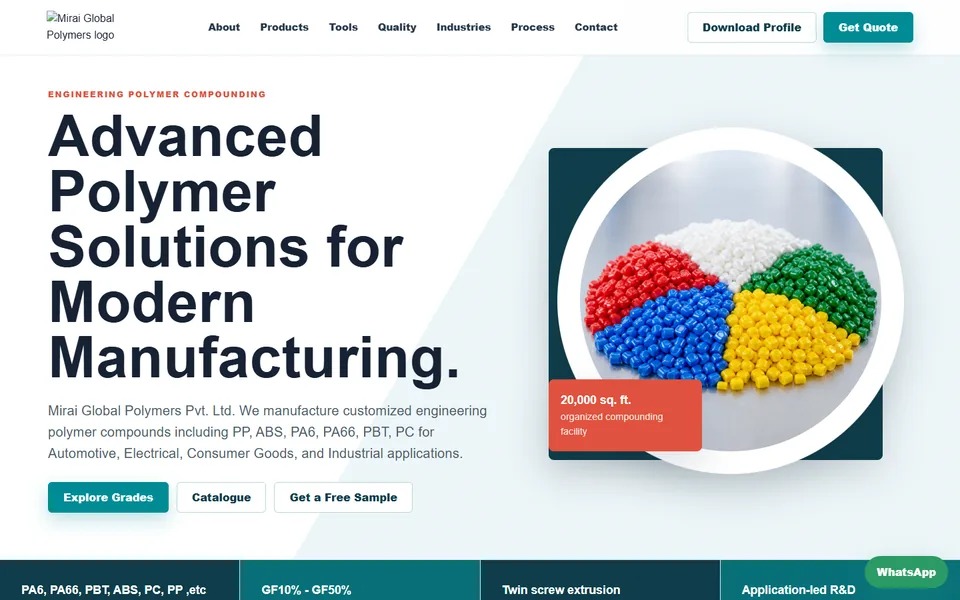 Mirai Global
Polymers logo
About
Products
Tools
Quality
Industries
Process
Contact
Download Profile
Get Quote
ENGINEERING POLYMER COMPOUNDING
Advanced
Polymer
Solutions for
Modern
Manufacturing.
Mirai Global Polymers Pvt. Ltd. We manufacture customized engineering
polymer compounds including PP, ABS, PA6, PA66, PBT, PC for
Automotive, Electrical, Consumer Goods, and Industrial applications.
Explore Grades
Catalogue
Get a Free Sample
20,000 sq. ft.
organized compounding
facility
PA6, PA66, PBT, ABS, PC, PP ,etc
GF10% - GF50%
Twin screw extrusion
Application-led R&D
WhatsApp